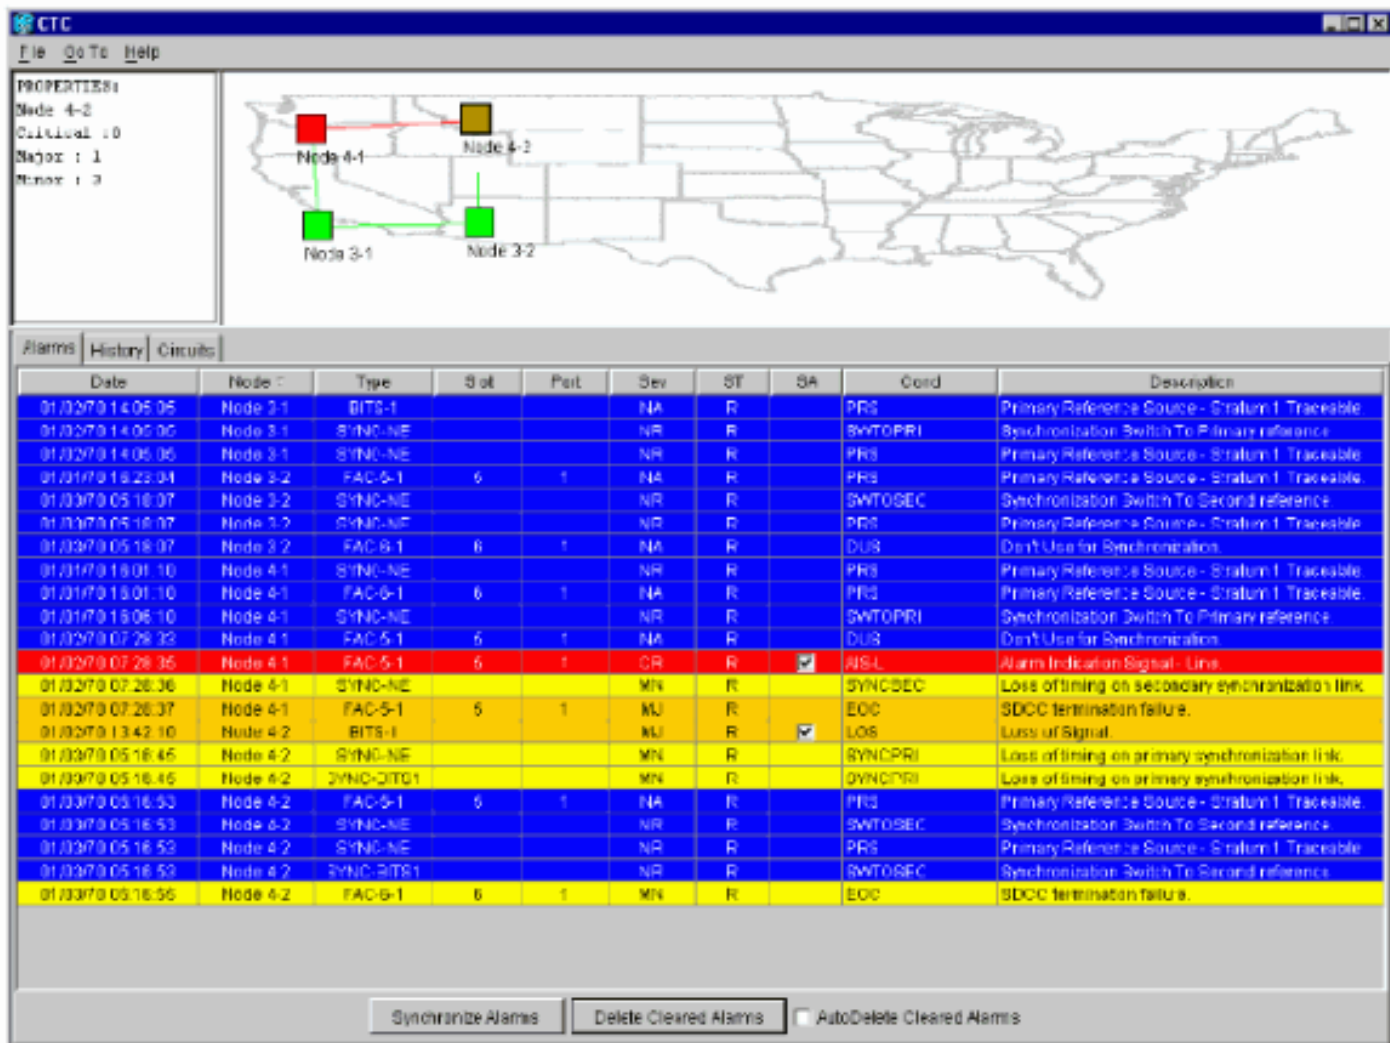 CTC
File Go To Help
PROPERTIES:
Node 4-2
Critical :0
Major : 1
Minor : 3
Node 4-1
Node 4-2
Node 3-1
Node 3-2
Alarms History Circuits
Date Node Type Slot Port Sev ST SA Cond Description
01/02/70 14:05:05 Node 3-1 BITS-1 NA R PRS Primary Reference Source - Stratum 1 Traceable.
01/02/70 14:05:05 Node 3-1 SYNC-NE NR R SWTOPRI Synchronization Switch To Primary reference
01/02/70 14:05:05 Node 3-1 SYNC-NE NR R PRS Primary Reference Source - Stratum 1 Traceable
01/01/70 16:23:04 Node 3-2 FAC-5-1 1 NA R PRS Primary Reference Source - Stratum 1 Traceable.
01/03/70 05:18:07 Node 3-2 SYNC-NE NR R SWTOSEC Synchronization Switch To Second reference.
01/03/70 05:18:07 Node 3-2 SYNC-NE NR R PRS Primary Reference Source - Stratum 1 Traceable
01/03/70 05:18:07 Node 3-2 FAC-6-1 6 1 NA R DUS Don't Use for Synchronization.
01/01/70 16:01:10 Node 4-1 SYNC-NE NR R PRS Primary Reference Source - Stratum 1 Traceable.
01/01/70 16:01:10 Node 4-1 FAC-6-1 6 1 NA R PRS Primary Reference Source - Stratum 1 Traceable.
01/01/70 16:06:10 Node 4-1 SYNC-NE NR R SWTOPRI Synchronization Switch To Primary reference.
01/02/70 07:28:33 Node 4-1 FAC-5-1 5 1 NA R DUS Don't Use for Synchronization.
01/02/70 07:28:35 Node 4-1 FAC-5-1 5 1 CR R AIS-L Alarm Indication Signal - Line.
01/02/70 07:28:36 Node 4-1 SYNC-NE MN R SYNCSEC Loss of timing on secondary synchronization link.
01/02/70 07:28:37 Node 4-1 FAC-5-1 5 1 MJ R EOC SDCC termination failure.
01/02/70 13:42:10 Node 4-2 BITS-1 MJ R LOS Loss of Signal.
01/03/70 05:16:45 Node 4-2 SYNC-NE MN R SYNCPRI Loss of timing on primary synchronization link.
01/03/70 05:16:45 Node 4-2 SYNC-BITS1 MN R SYNCPRI Loss of timing on primary synchronization link.
01/03/70 05:16:53 Node 4-2 FAC-5-1 5 1 NA R PRS Primary Reference Source - Stratum 1 Traceable.
01/03/70 05:16:53 Node 4-2 SYNC-NE NR R SWTOSEC Synchronization Switch To Second reference.
01/03/70 05:16:53 Node 4-2 SYNC-NE NR R PRS Primary Reference Source - Stratum 1 Traceable
01/03/70 05:16:53 Node 4-2 SYNC-BITS1 NR R SWTOSEC Synchronization Switch To Second reference
01/03/70 05:16:55 Node 4-2 FAC-6-1 6 1 MN R EOC SDCC termination failure.
Synchronize Alarms Delete Cleared Alarms AutoDelete Cleared Alarms